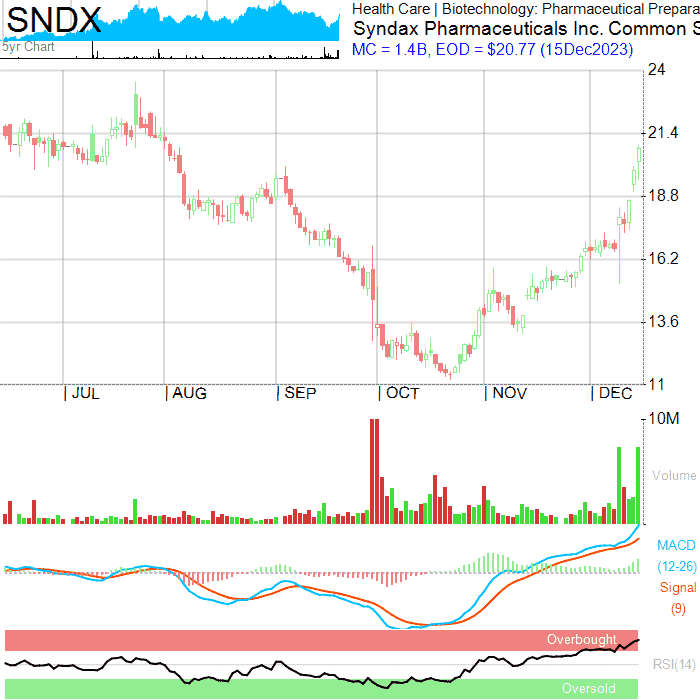 SNDX
5yr Chart
Health Care | Biotechnology: Pharmaceutical Prepara
Syndax Pharmaceuticals Inc. Common S
MC = 1.4B, EOD = $20.77 (15Dec2023)
24
21.4
18.8
16.2
13.6
11
| JUL | AUG | SEP | OCT | NOV | DEC
10M
Volume
MACD
(12-26)
Signal
(9)
Overbought
RSI(14)
Oversold